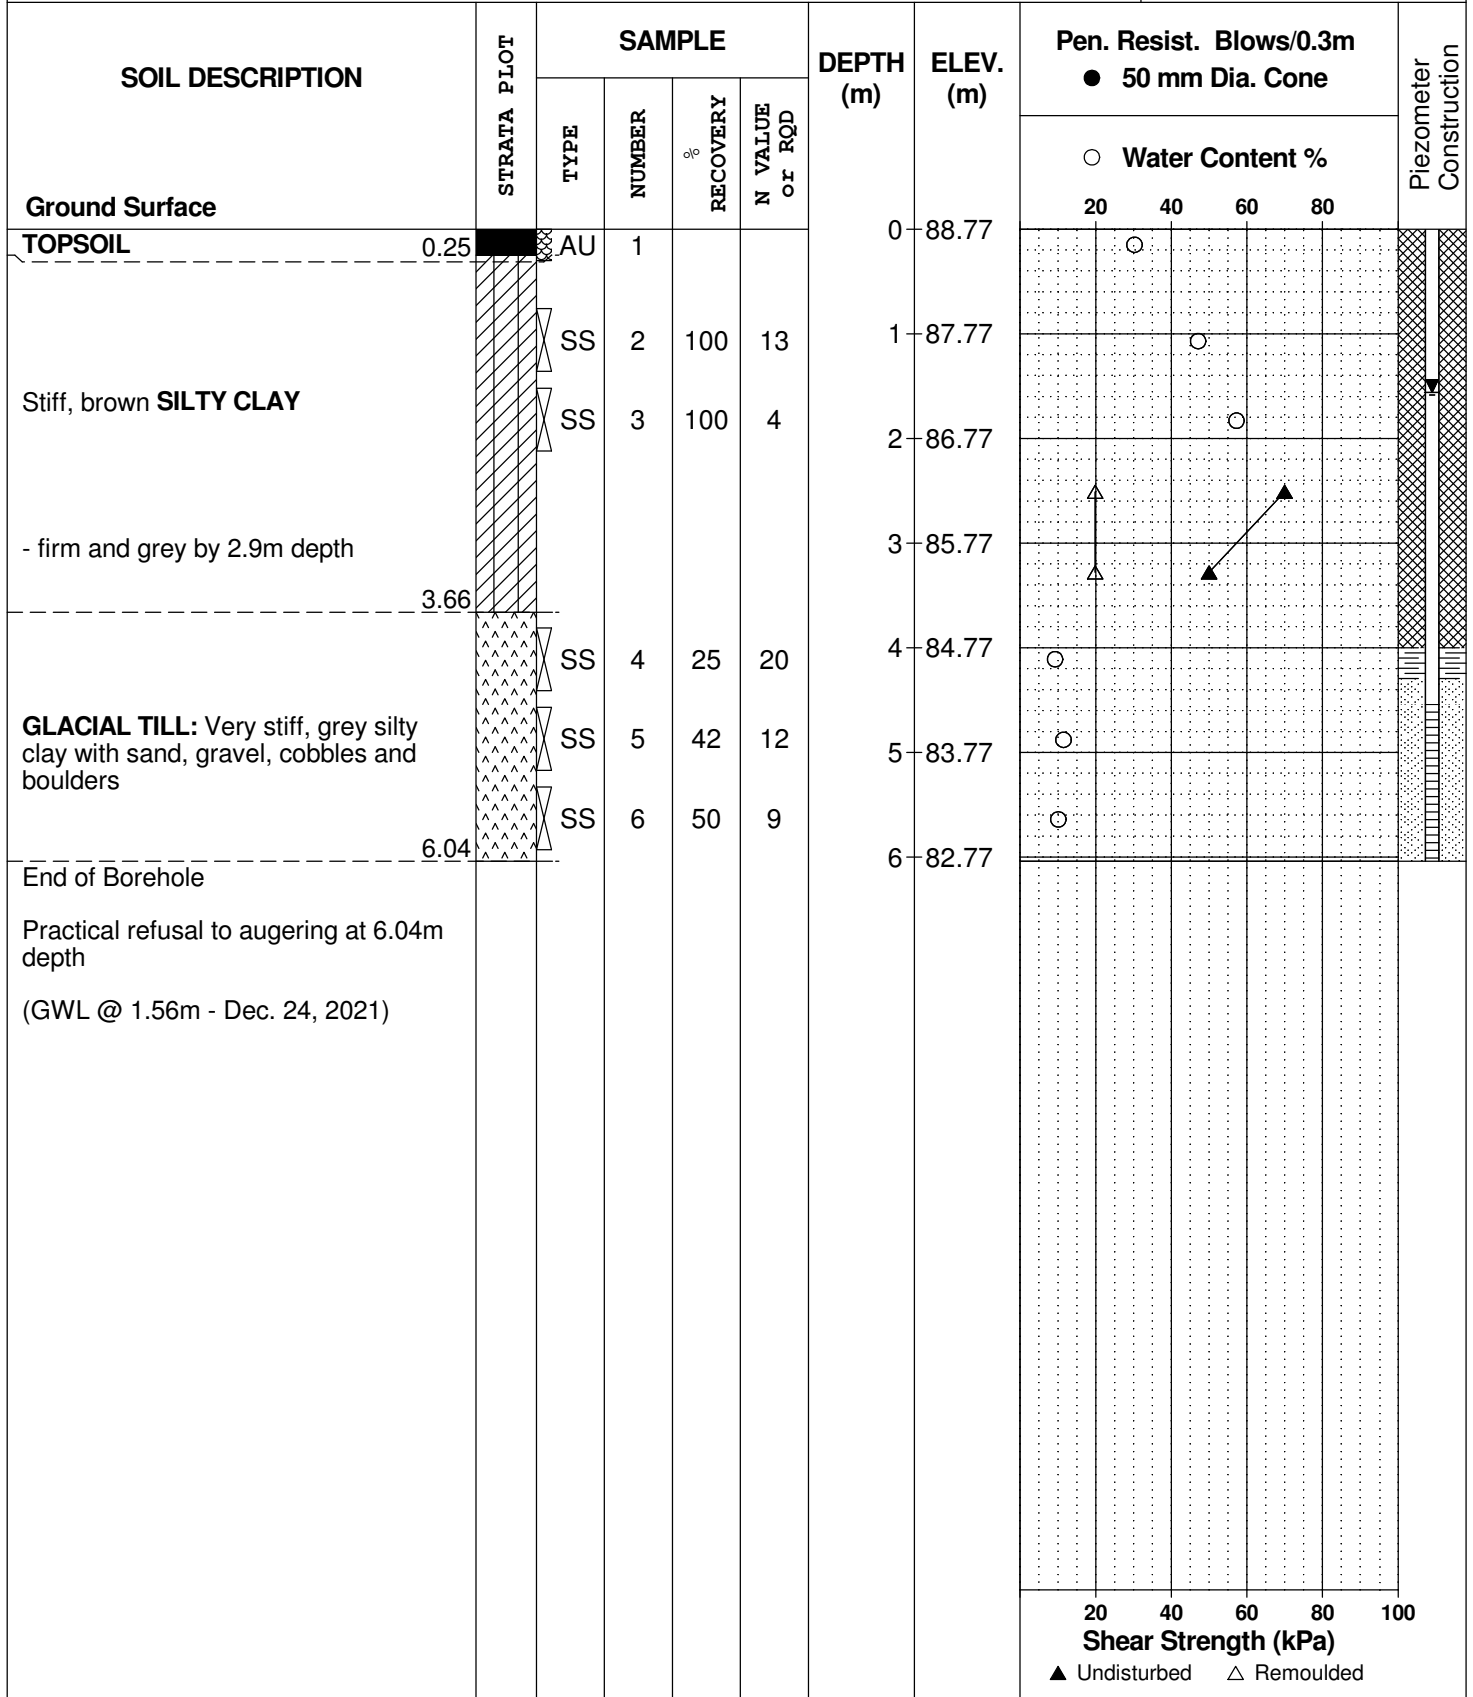 SOIL DESCRIPTION
STRATA PLOT
SAMPLE
TYPE
NUMBER
% RECOVERY
N VALUE or RQD
DEPTH (m)
ELEV. (m)
Pen. Resist. Blows/0.3m
● 50 mm Dia. Cone
○ Water Content %
Piezometer Construction
20 40 60 80
Ground Surface
0 88.77
TOPSOIL 0.25 AU 1
SS 2 100 13
1 87.77
Stiff, brown SILTY CLAY
SS 3 100 4
2 86.77
- firm and grey by 2.9m depth
3 85.77
3.66
SS 4 25 20
4 84.77
GLACIAL TILL: Very stiff, grey silty
clay with sand, gravel, cobbles and
boulders
SS 5 42 12
5 83.77
SS 6 50 9
6.04
6 82.77
End of Borehole
Practical refusal to augering at 6.04m
depth
(GWL @ 1.56m - Dec. 24, 2021)
20 40 60 80 100
Shear Strength (kPa)
▲ Undisturbed △ Remoulded